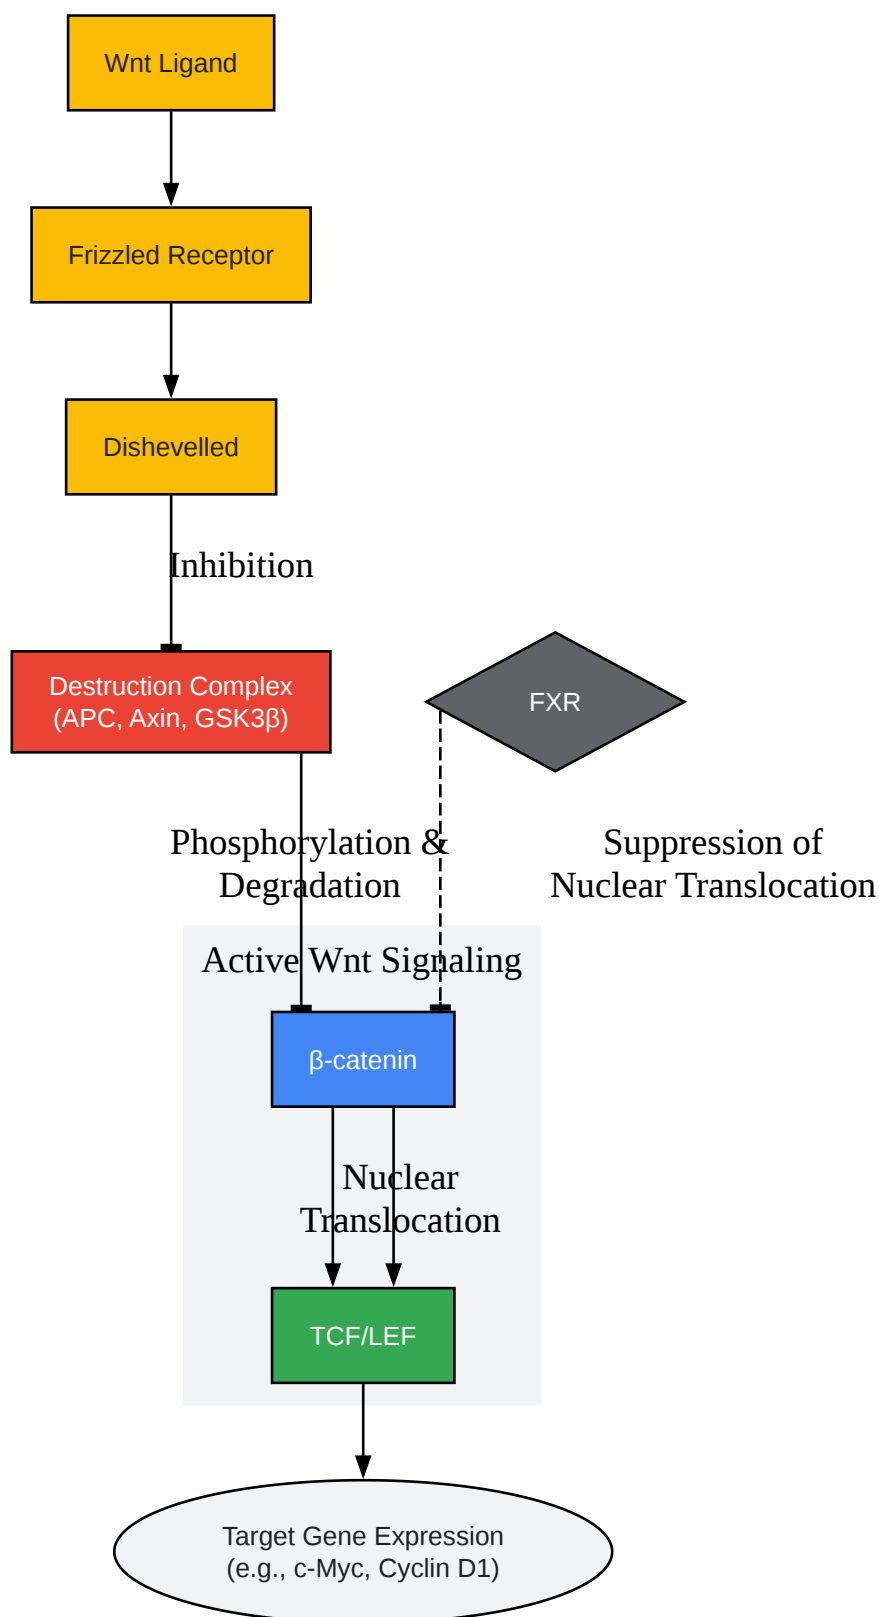 Wnt Ligand
Frizzled Receptor
Dishevelled
Inhibition
Destruction Complex
(APC, Axin, GSK3β)
FXR
Phosphorylation &
Degradation
Suppression of
Nuclear Translocation
Active Wnt Signaling
β-catenin
Nuclear
Translocation
TCF/LEF
Target Gene Expression
(e.g., c-Myc, Cyclin D1)